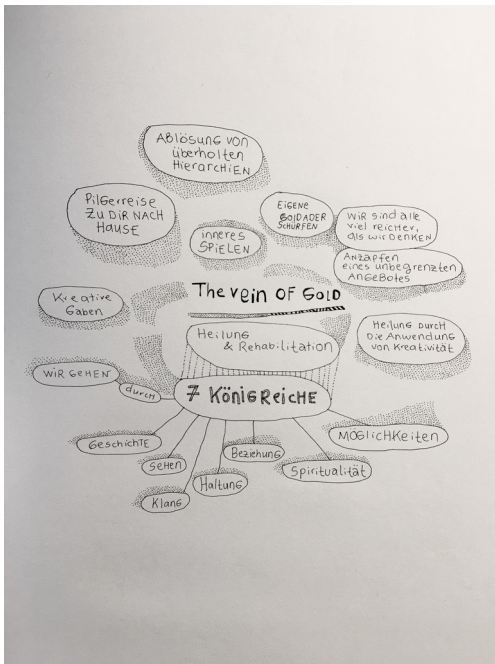 Ablösung von
überholten
Hierarchien
Pilgerreise
zu dir nach
Hause
inneres
Spielen
Eigene
Goldader
schürfen
Wir sind alle
viel reicher,
als wir denken
Anzapfen
eines unbegrenzten
Angebotes
Kreative
Gaben
The vein of Gold
Heilung
& Rehabilitation
Heilung durch
die Anwendung
von Kreativität
Wir gehen
durch
7 Königreiche
Geschichte
Sehen
Klang
Haltung
Beziehung
Spiritualität
Möglichkeiten